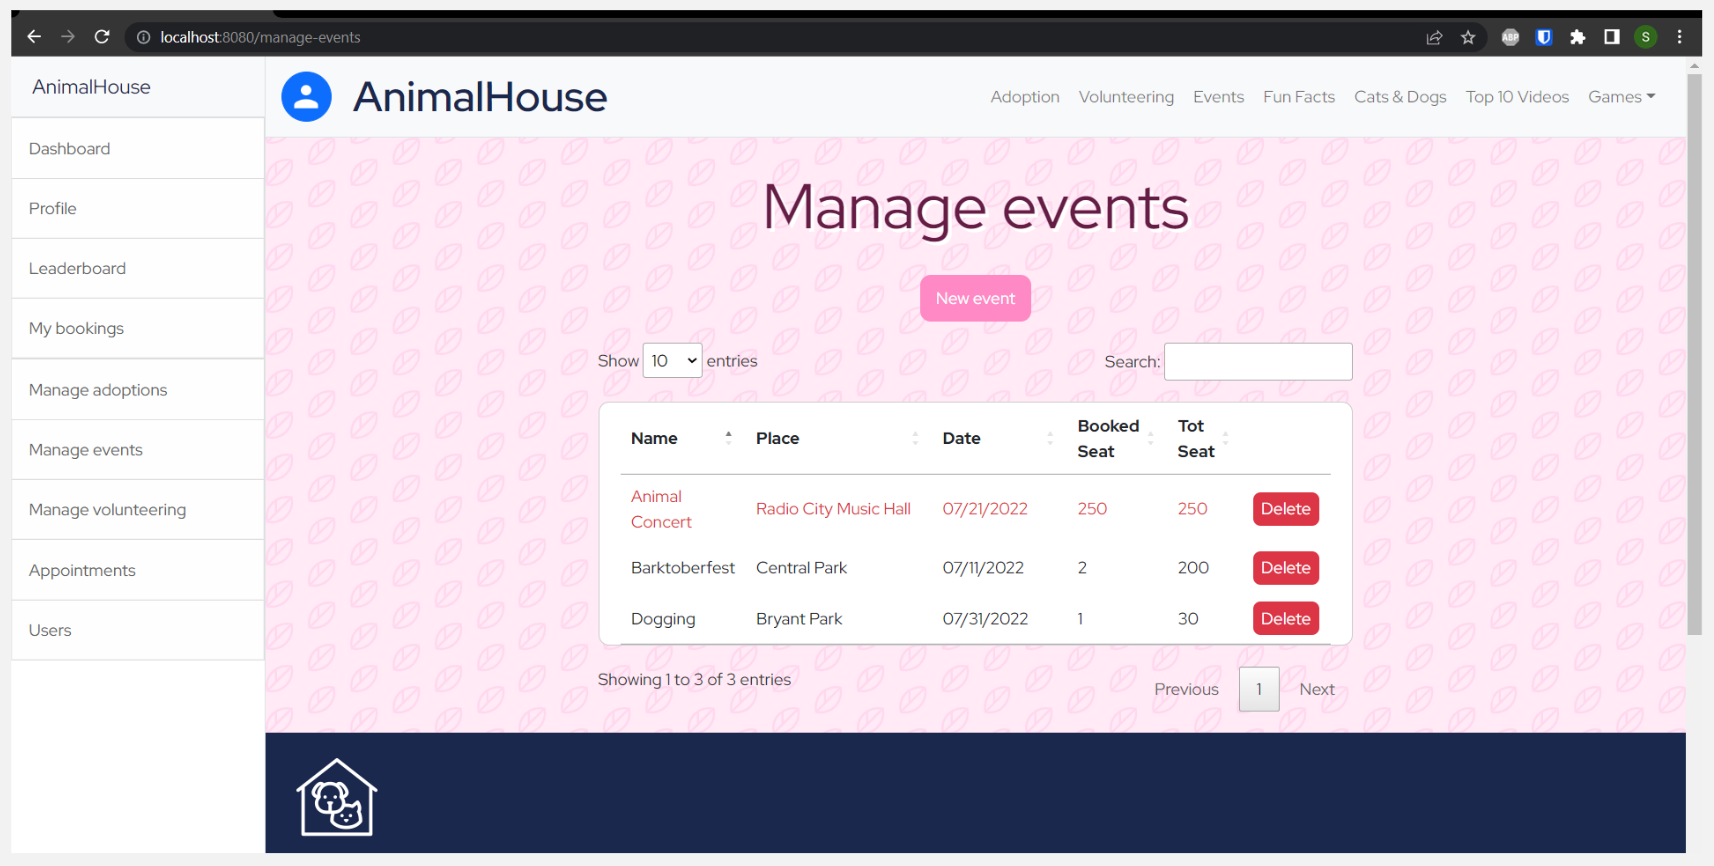 localhost:8080/manage-events
ABP
S
AnimalHouse
Dashboard
Profile
Leaderboard
My bookings
Manage adoptions
Manage events
Manage volunteering
Appointments
Users
AnimalHouse
Adoption Volunteering Events Fun Facts Cats & Dogs Top 10 Videos Games
Manage events
New event
Show 10 entries
Search:
Name Place Date Booked Seat Tot Seat
Animal Concert Radio City Music Hall 07/21/2022 250 250 Delete
Barktoberfest Central Park 07/11/2022 2 200 Delete
Dogging Bryant Park 07/31/2022 1 30 Delete
Showing 1 to 3 of 3 entries
Previous 1 Next